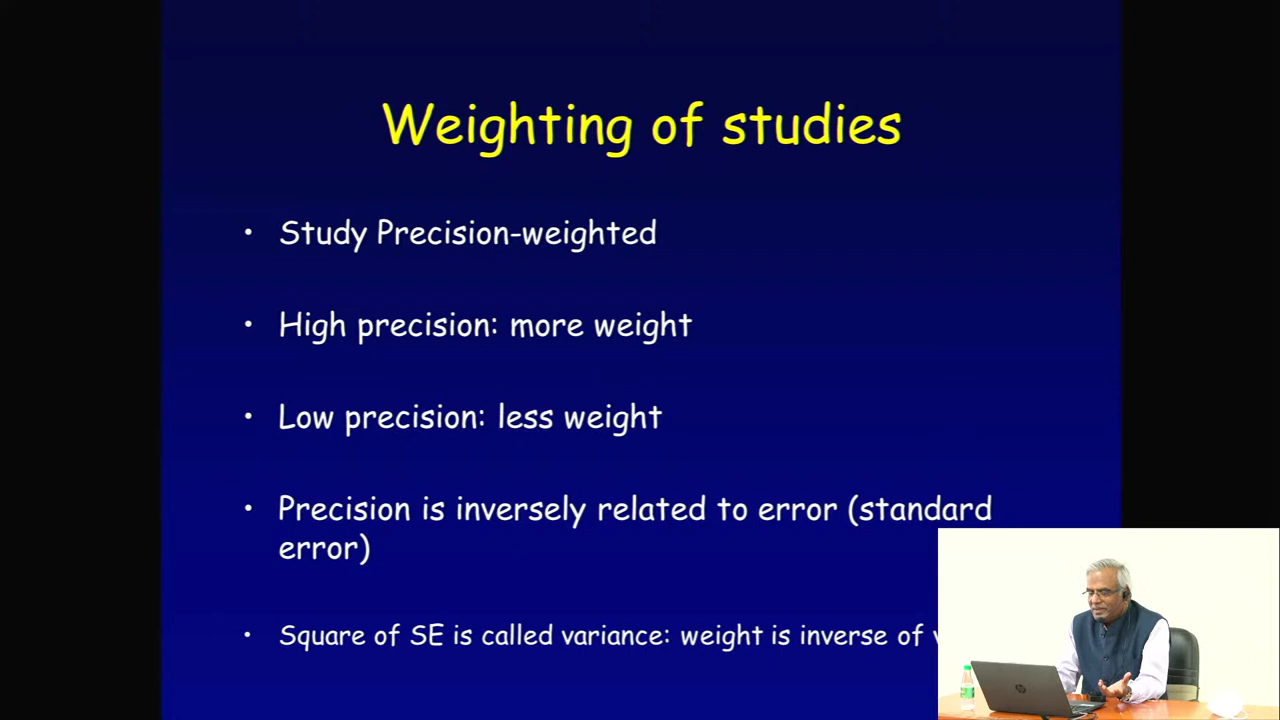 Weighting of studies
• Study Precision-weighted
• High precision: more weight
• Low precision: less weight
• Precision is inversely related to error (standard
error)
• Square of SE is called variance: weight is inverse of